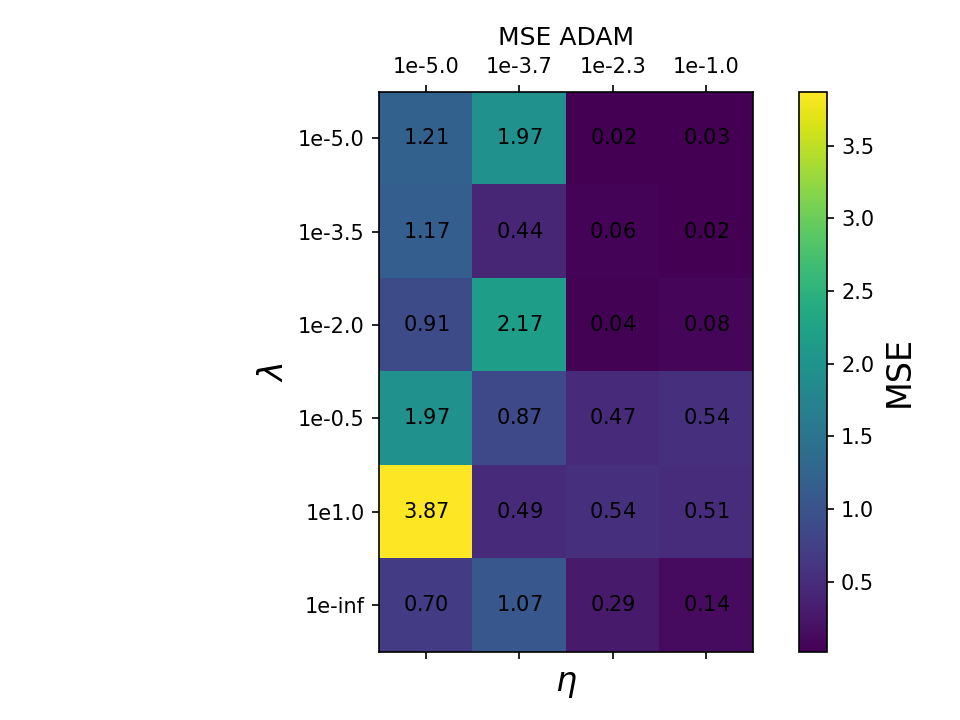 MSE ADAM
1e-5.0 1e-3.7 1e-2.3 1e-1.0
1e-5.0 1.21 1.97 0.02 0.03
1e-3.5 1.17 0.44 0.06 0.02
1e-2.0 0.91 2.17 0.04 0.08
1e-0.5 1.97 0.87 0.47 0.54
1e1.0 3.87 0.49 0.54 0.51
1e-inf 0.70 1.07 0.29 0.14
λ
η
3.5
3.0
2.5
2.0
1.5
1.0
0.5
MSE